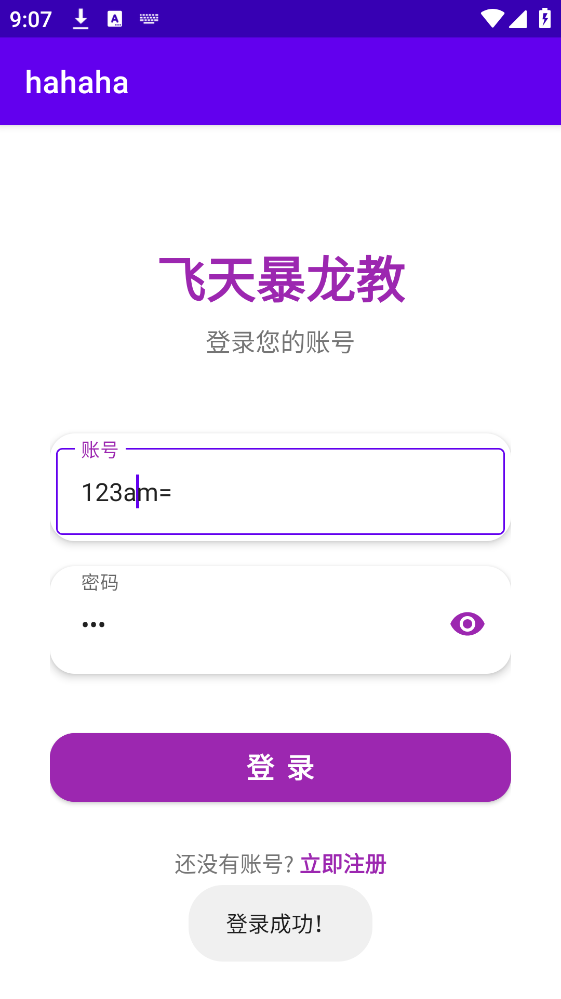 9:07
hahaha
飞天暴龙教
登录您的账号
账号
123am=
密码
•••
登录
还没有账号? 立即注册
登录成功!